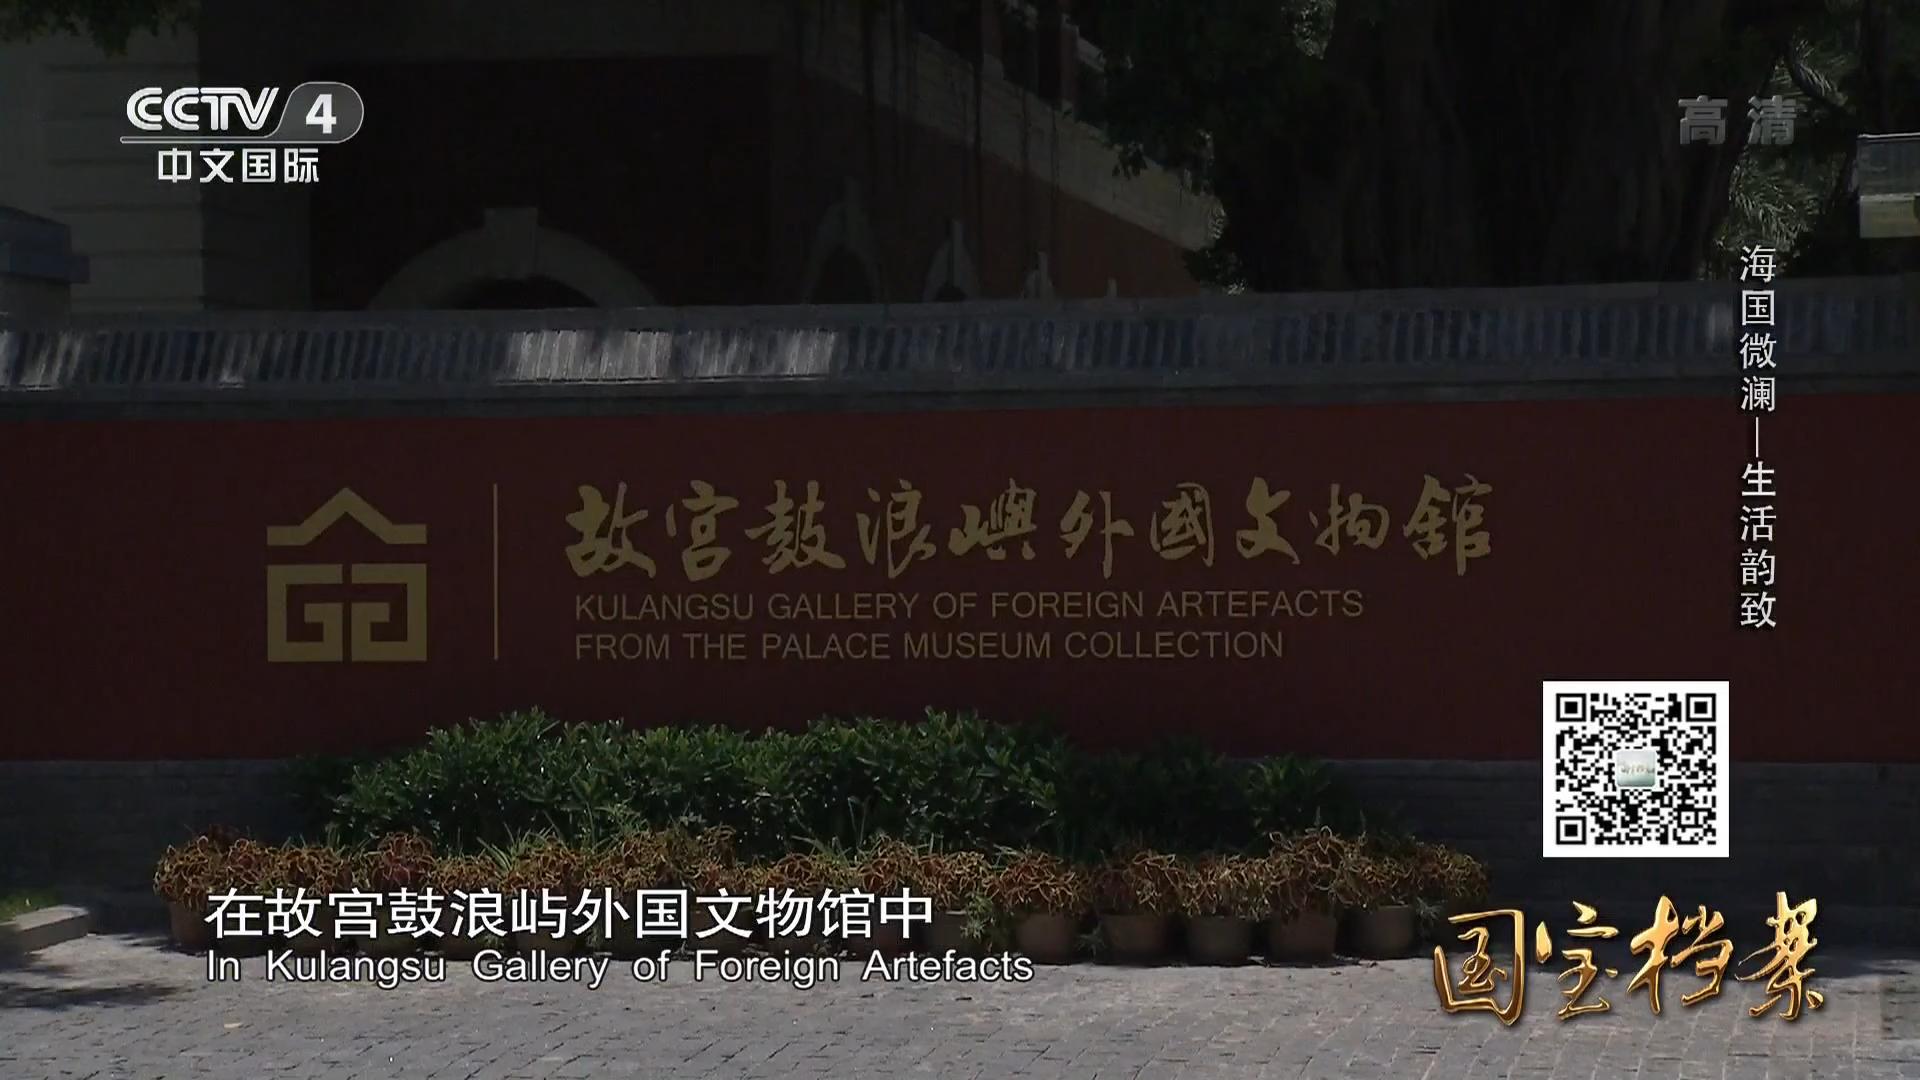 CCTV 4
中文国际
高清
海国微澜—生活韵致
故宫鼓浪屿外國文物館
KULANGSU GALLERY OF FOREIGN ARTEFACTS
FROM THE PALACE MUSEUM COLLECTION
在故宫鼓浪屿外国文物馆中
In Kulangsu Gallery of Foreign Artefacts
国宝档案